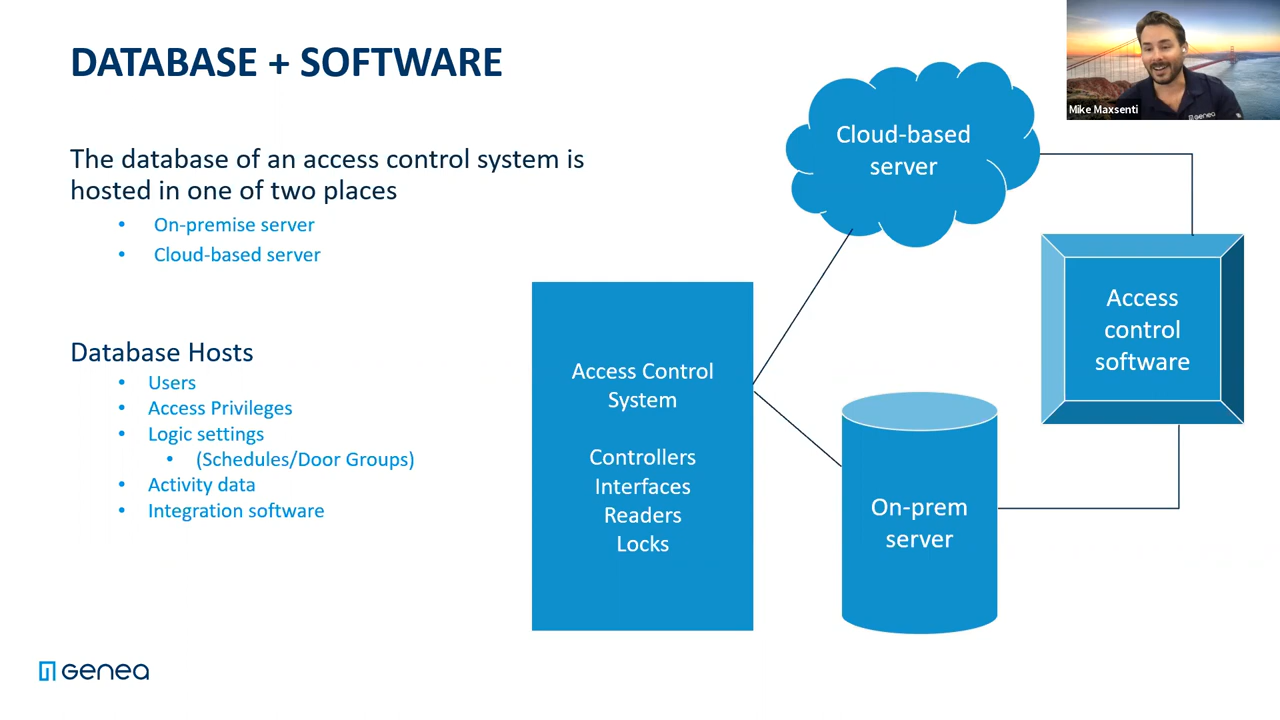 DATABASE + SOFTWARE
The database of an access control system is
hosted in one of two places
• On-premise server
• Cloud-based server
Database Hosts
• Users
• Access Privileges
• Logic settings
• (Schedules/Door Groups)
• Activity data
• Integration software
Access Control
System
Controllers
Interfaces
Readers
Locks
Cloud-based
server
On-prem
server
Access
control
software
Mike Maxsenti
Genea
Genea